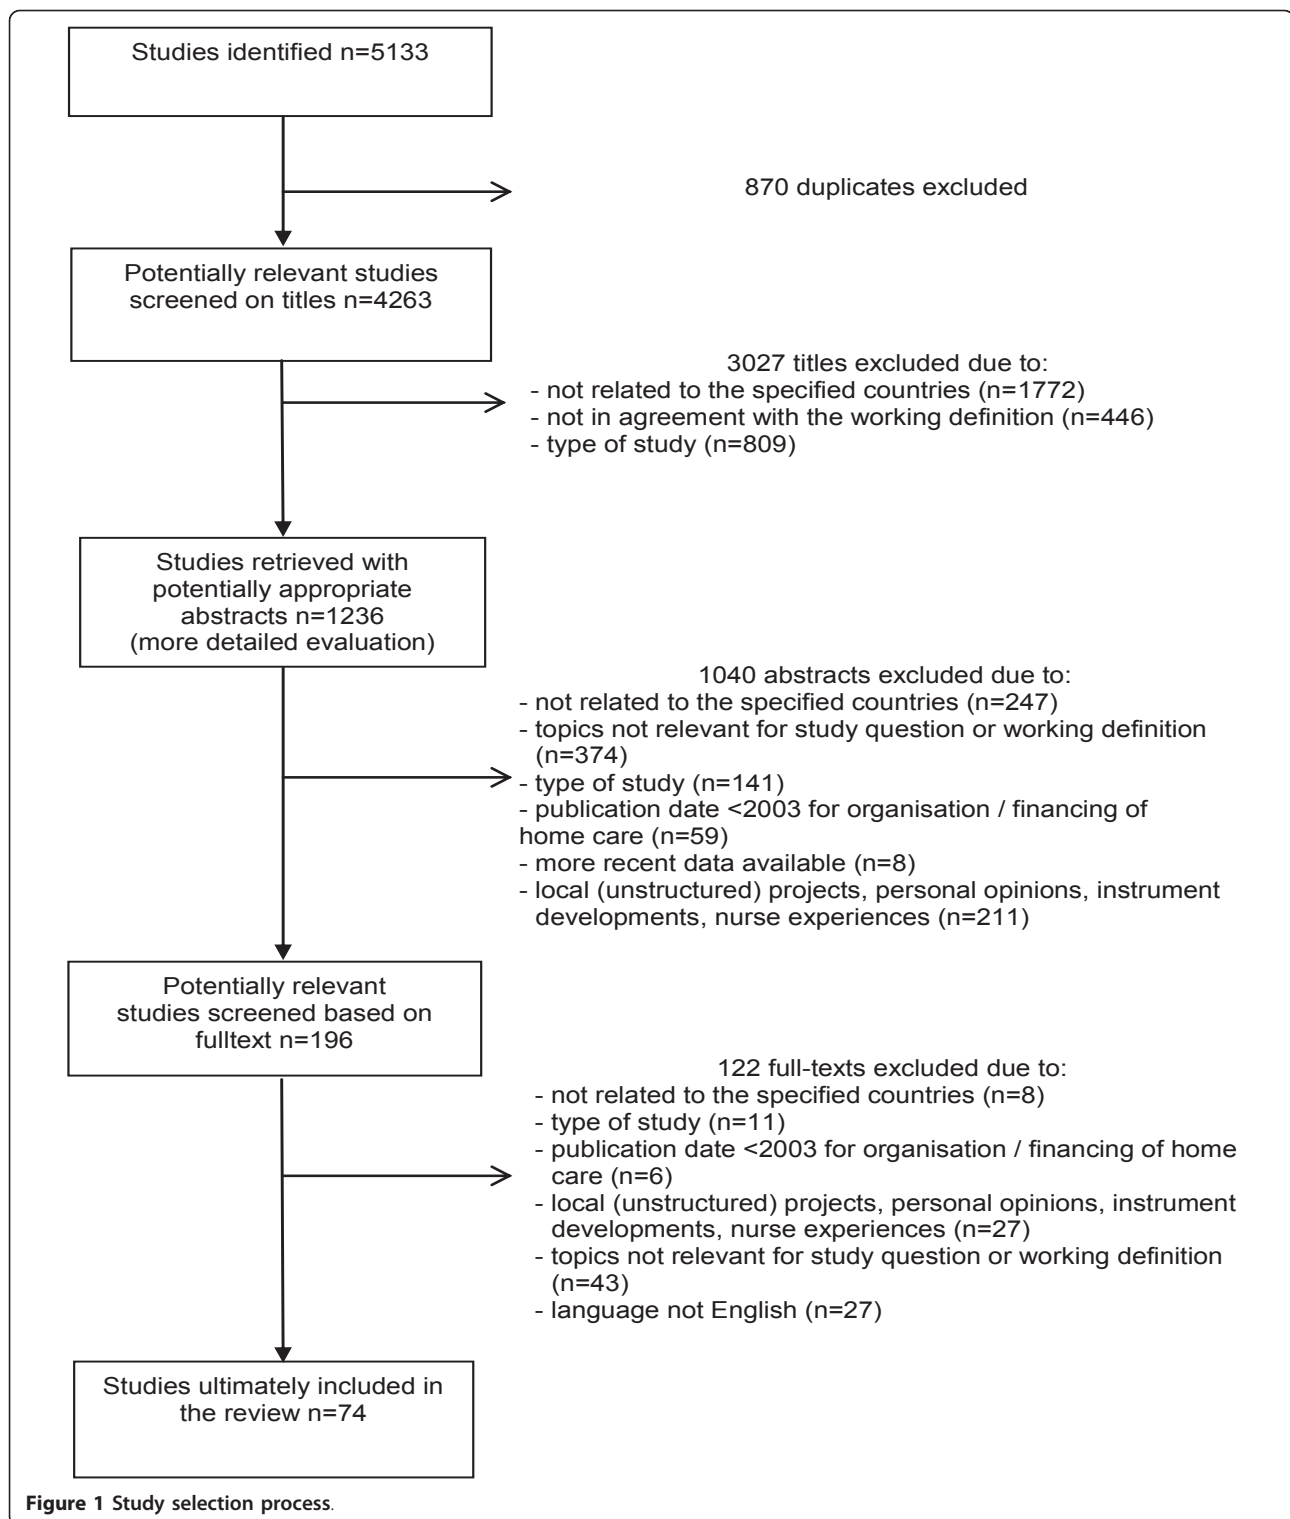 Studies identified n=5133
870 duplicates excluded
Potentially relevant studies
screened on titles n=4263
3027 titles excluded due to:
- not related to the specified countries (n=1772)
- not in agreement with the working definition (n=446)
- type of study (n=809)
Studies retrieved with
potentially appropriate
abstracts n=1236
(more detailed evaluation)
1040 abstracts excluded due to:
- not related to the specified countries (n=247)
- topics not relevant for study question or working definition
(n=374)
- type of study (n=141)
- publication date <2003 for organisation / financing of
home care (n=59)
- more recent data available (n=8)
- local (unstructured) projects, personal opinions, instrument
developments, nurse experiences (n=211)
Potentially relevant
studies screened based on
fulltext n=196
122 full-texts excluded due to:
- not related to the specified countries (n=8)
- type of study (n=11)
- publication date <2003 for organisation / financing of home
care (n=6)
- local (unstructured) projects, personal opinions, instrument
developments, nurse experiences (n=27)
- topics not relevant for study question or working definition
(n=43)
- language not English (n=27)
Studies ultimately included in
the review n=74
Figure 1 Study selection process.